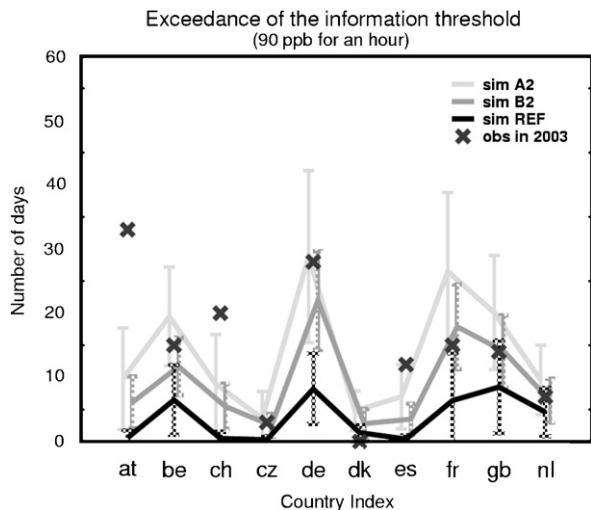 Exceedance of the information threshold
(90 ppb for an hour)
60
50
40
30
20
10
0
Number of days
sim A2
sim B2
sim REF
obs in 2003
at be ch cz de dk es fr gb nl
Country Index